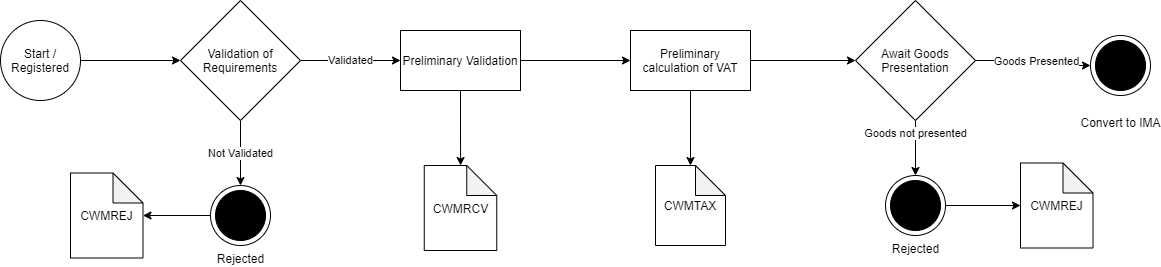 Start /
Registered
Validation of
Requirements
Validated
Preliminary Validation
Preliminary
calculation of VAT
Await Goods
Presentation
Goods Presented
Convert to IMA
Not Validated
Goods not presented
CWMREJ
Rejected
CWMRCV
CWMTAX
Rejected
CWMREJ